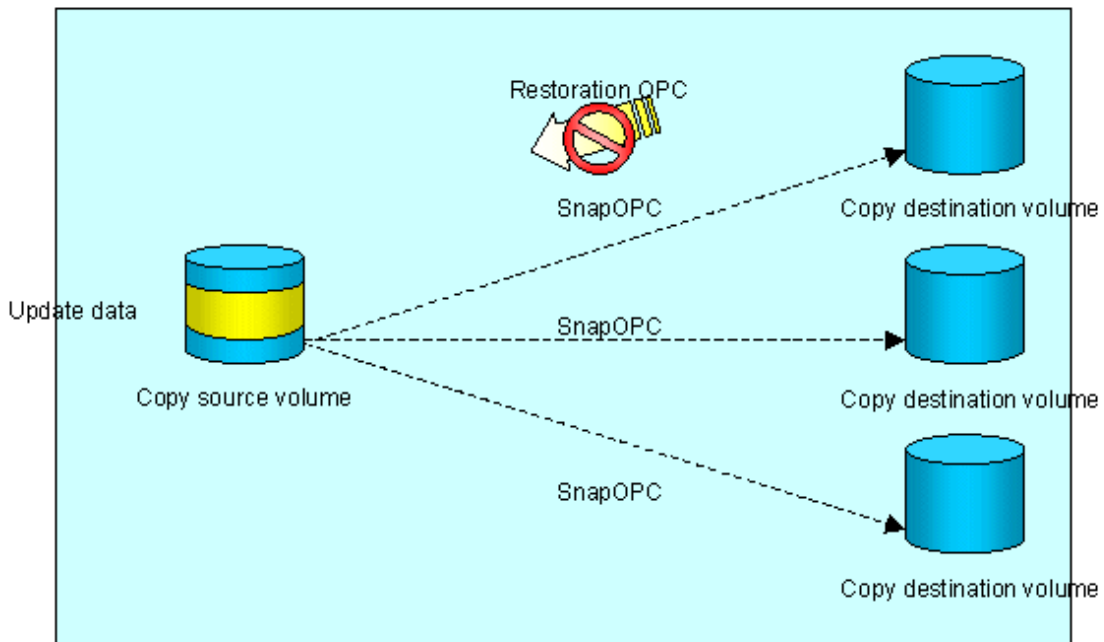 Restoration OPC
SnapOPC
Copy destination volume
Update data
SnapOPC
Copy source volume
Copy destination volume
SnapOPC
Copy destination volume